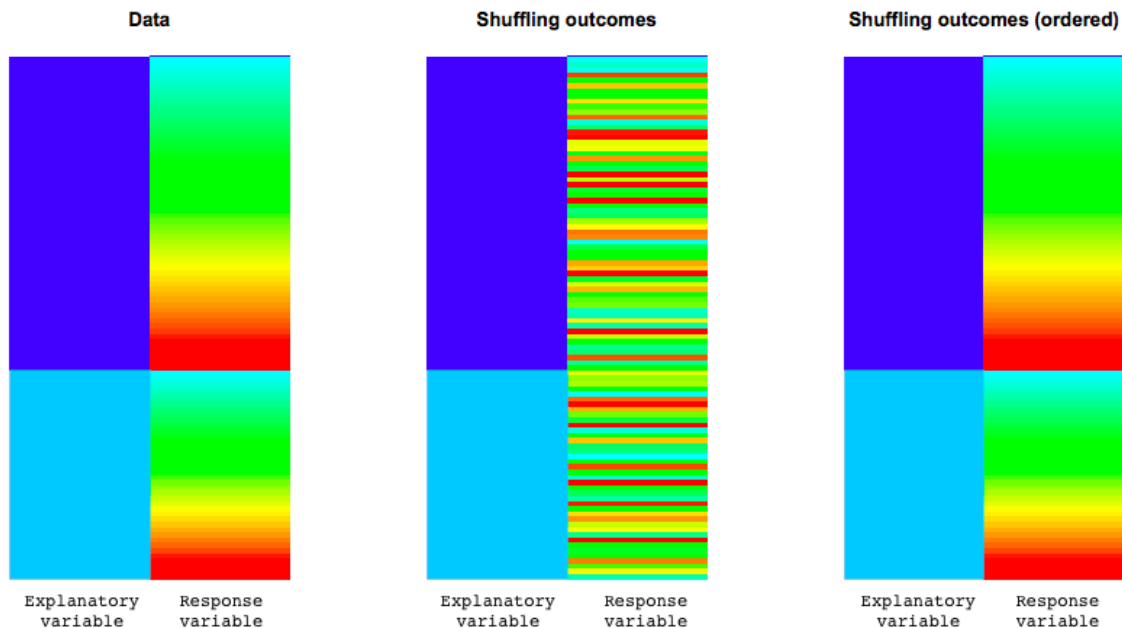 Data
Shuffling outcomes
Shuffling outcomes (ordered)
Explanatory
variable
Response
variable
Explanatory
variable
Response
variable
Explanatory
variable
Response
variable